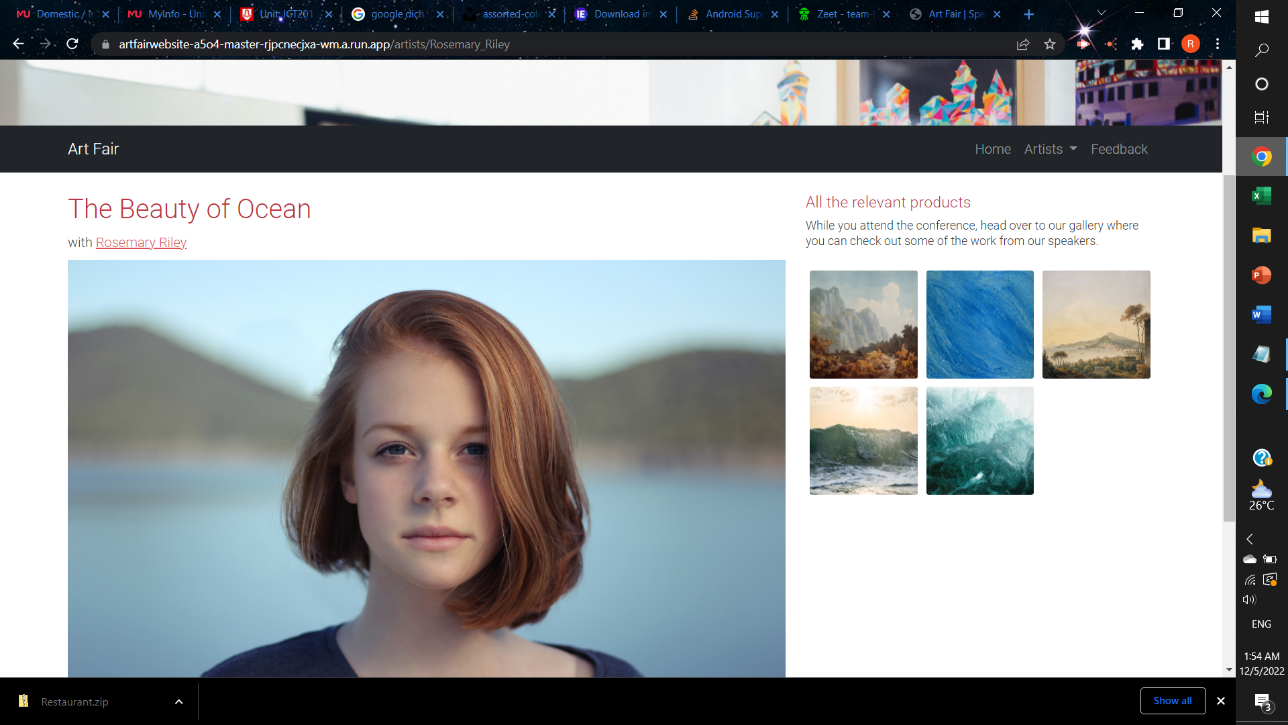 Domestic /
MyInfo - Uni
Unit: IGT201
google dịch
assorted-col
Download im
Android Sup
Zeet - team-
Art Fair | Spe
artfairwebsite-a5o4-master-rjpcnecjxa-wm.a.run.app/artists/Rosemary_Riley
R
Art Fair
Home
Artists
Feedback
The Beauty of Ocean
with Rosemary Riley
All the relevant products
While you attend the conference, head over to our gallery where
you can check out some of the work from our speakers.
26°C
ENG
1:54 AM
12/5/2022
3
Restaurant.zip
Show all